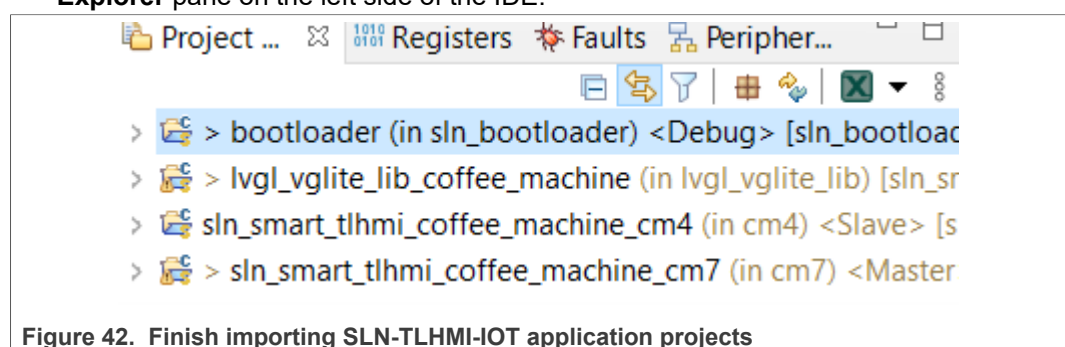 Explorer pane on the left side of the IDE.
Project ... Registers Faults Peripher...
> bootloader (in sln_bootloader) <Debug> [sln_bootload
> lvgl_vglite_lib_coffee_machine (in lvgl_vglite_lib) [sln_sr
sln_smart_tlhmi_coffee_machine_cm4 (in cm4) <Slave> [s
> sln_smart_tlhmi_coffee_machine_cm7 (in cm7) <Master
Figure 42. Finish importing SLN-TLHMI-IOT application projects